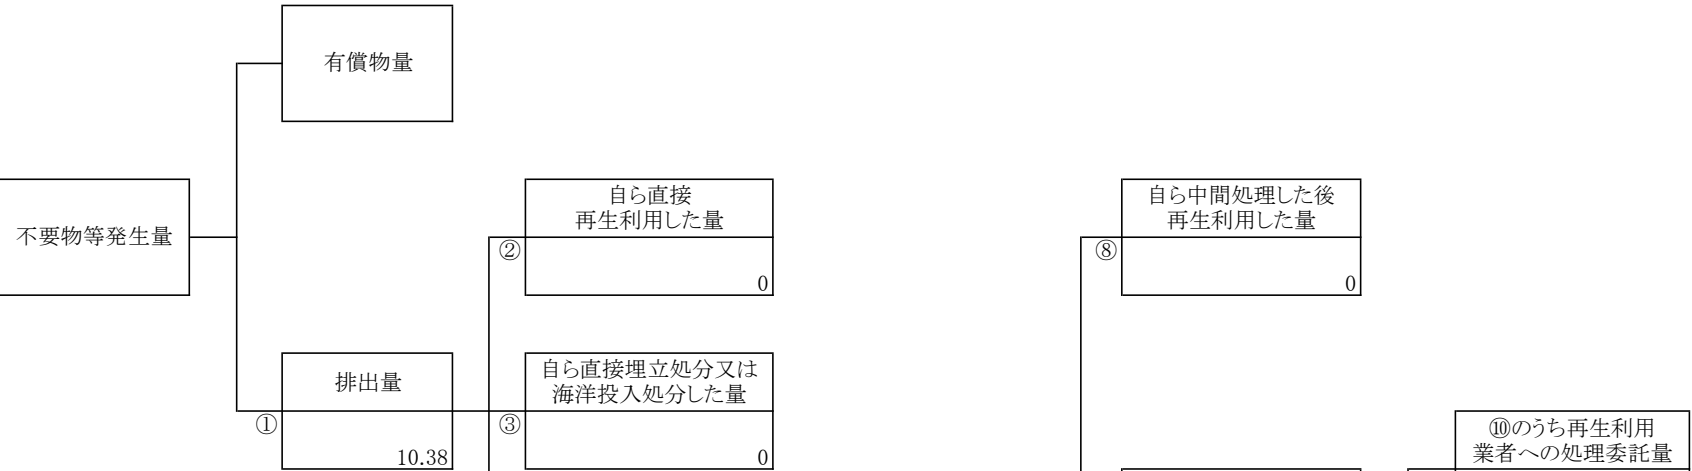 有償物量
不要物等発生量
自ら直接
再生利用した量
②
0
自ら中間処理した後
再生利用した量
⑧
0
排出量
①
10.38
自ら直接埋立処分又は
海洋投入処分した量
③
0
⑩のうち再生利用
業者への処理委託量